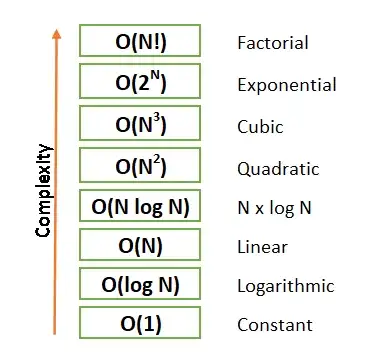 Complexity
O(N!) Factorial
O(2^N) Exponential
O(N^3) Cubic
O(N^2) Quadratic
O(N log N) N x log N
O(N) Linear
O(log N) Logarithmic
O(1) Constant